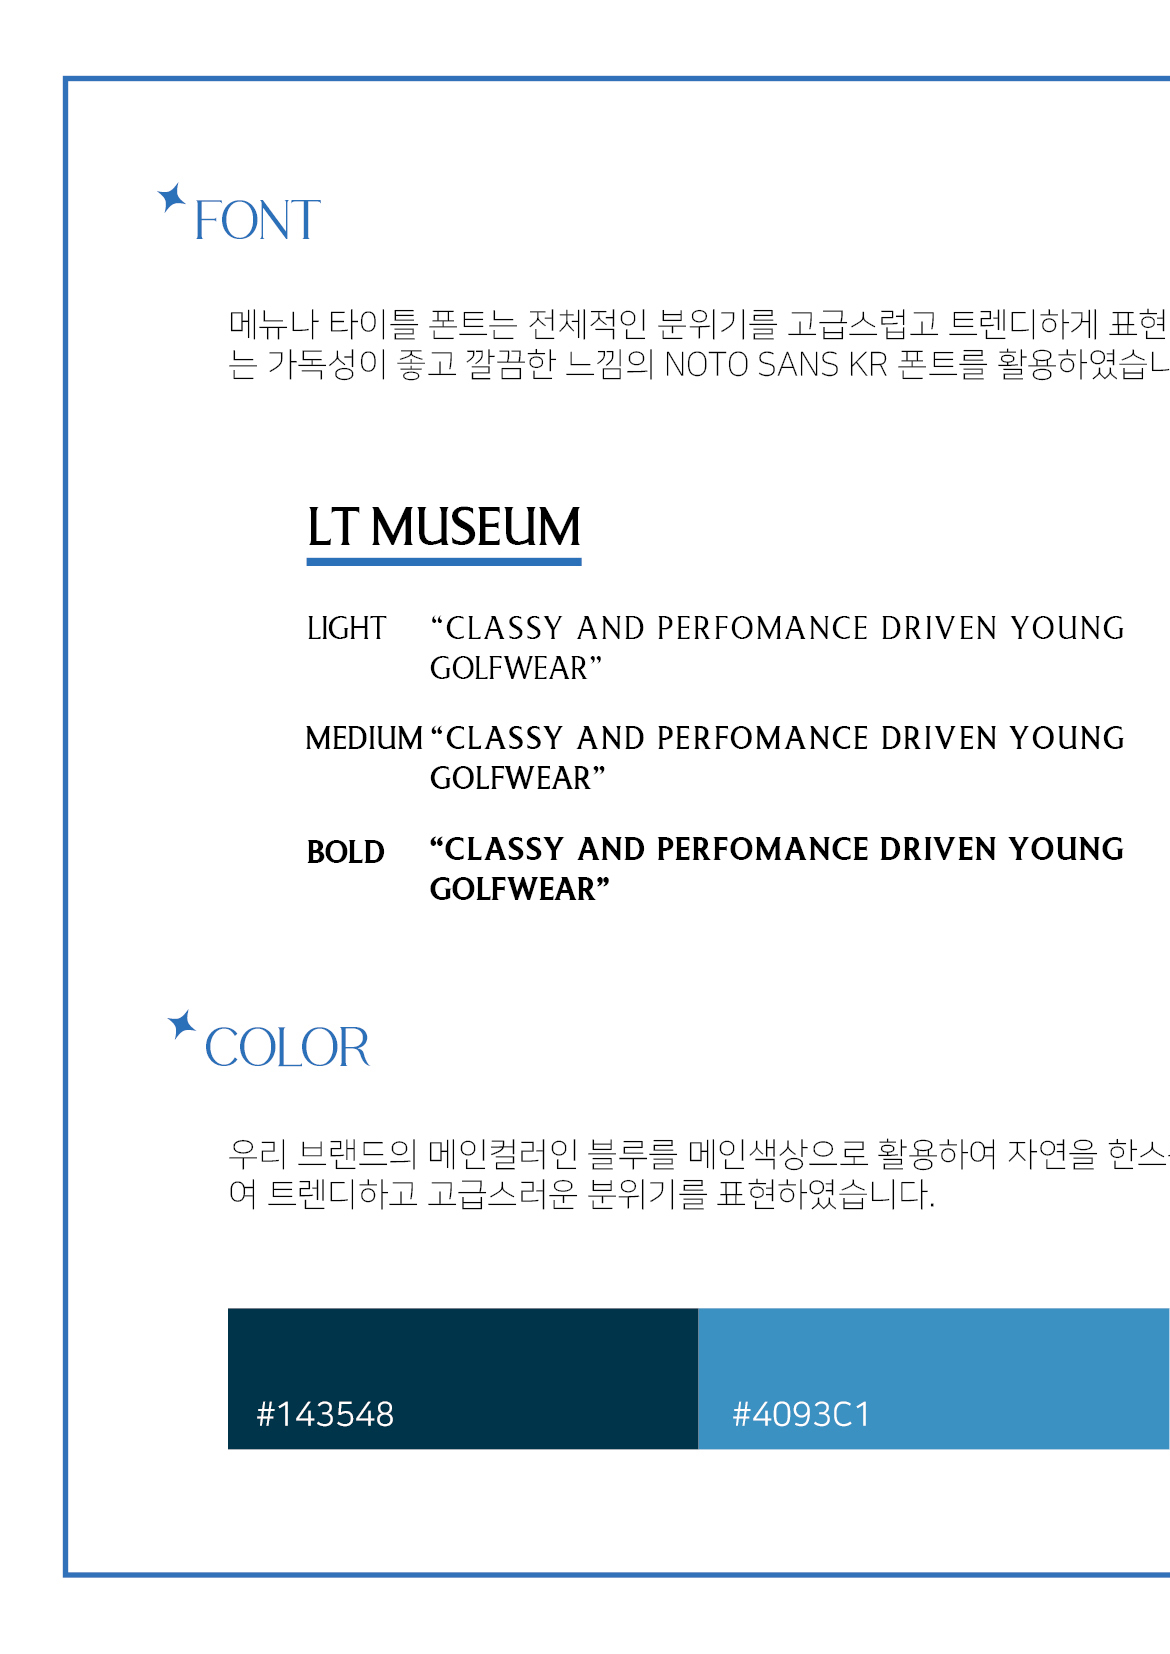 FONT
메뉴나 타이틀 폰트는 전체적인 분위기를 고급스럽고 트렌디하게 표현
는 가독성이 좋고 깔끔한 느낌의 NOTO SANS KR 폰트를 활용하였습니
LT MUSEUM
LIGHT "CLASSY AND PERFOMANCE DRIVEN YOUNG
GOLFWEAR"
MEDIUM "CLASSY AND PERFOMANCE DRIVEN YOUNG
GOLFWEAR"
BOLD "CLASSY AND PERFOMANCE DRIVEN YOUNG
GOLFWEAR"
COLOR
우리 브랜드의 메인컬러인 블루를 메인색상으로 활용하여 자연을 한스
여 트렌디하고 고급스러운 분위기를 표현하였습니다.
#143548 #4093C1